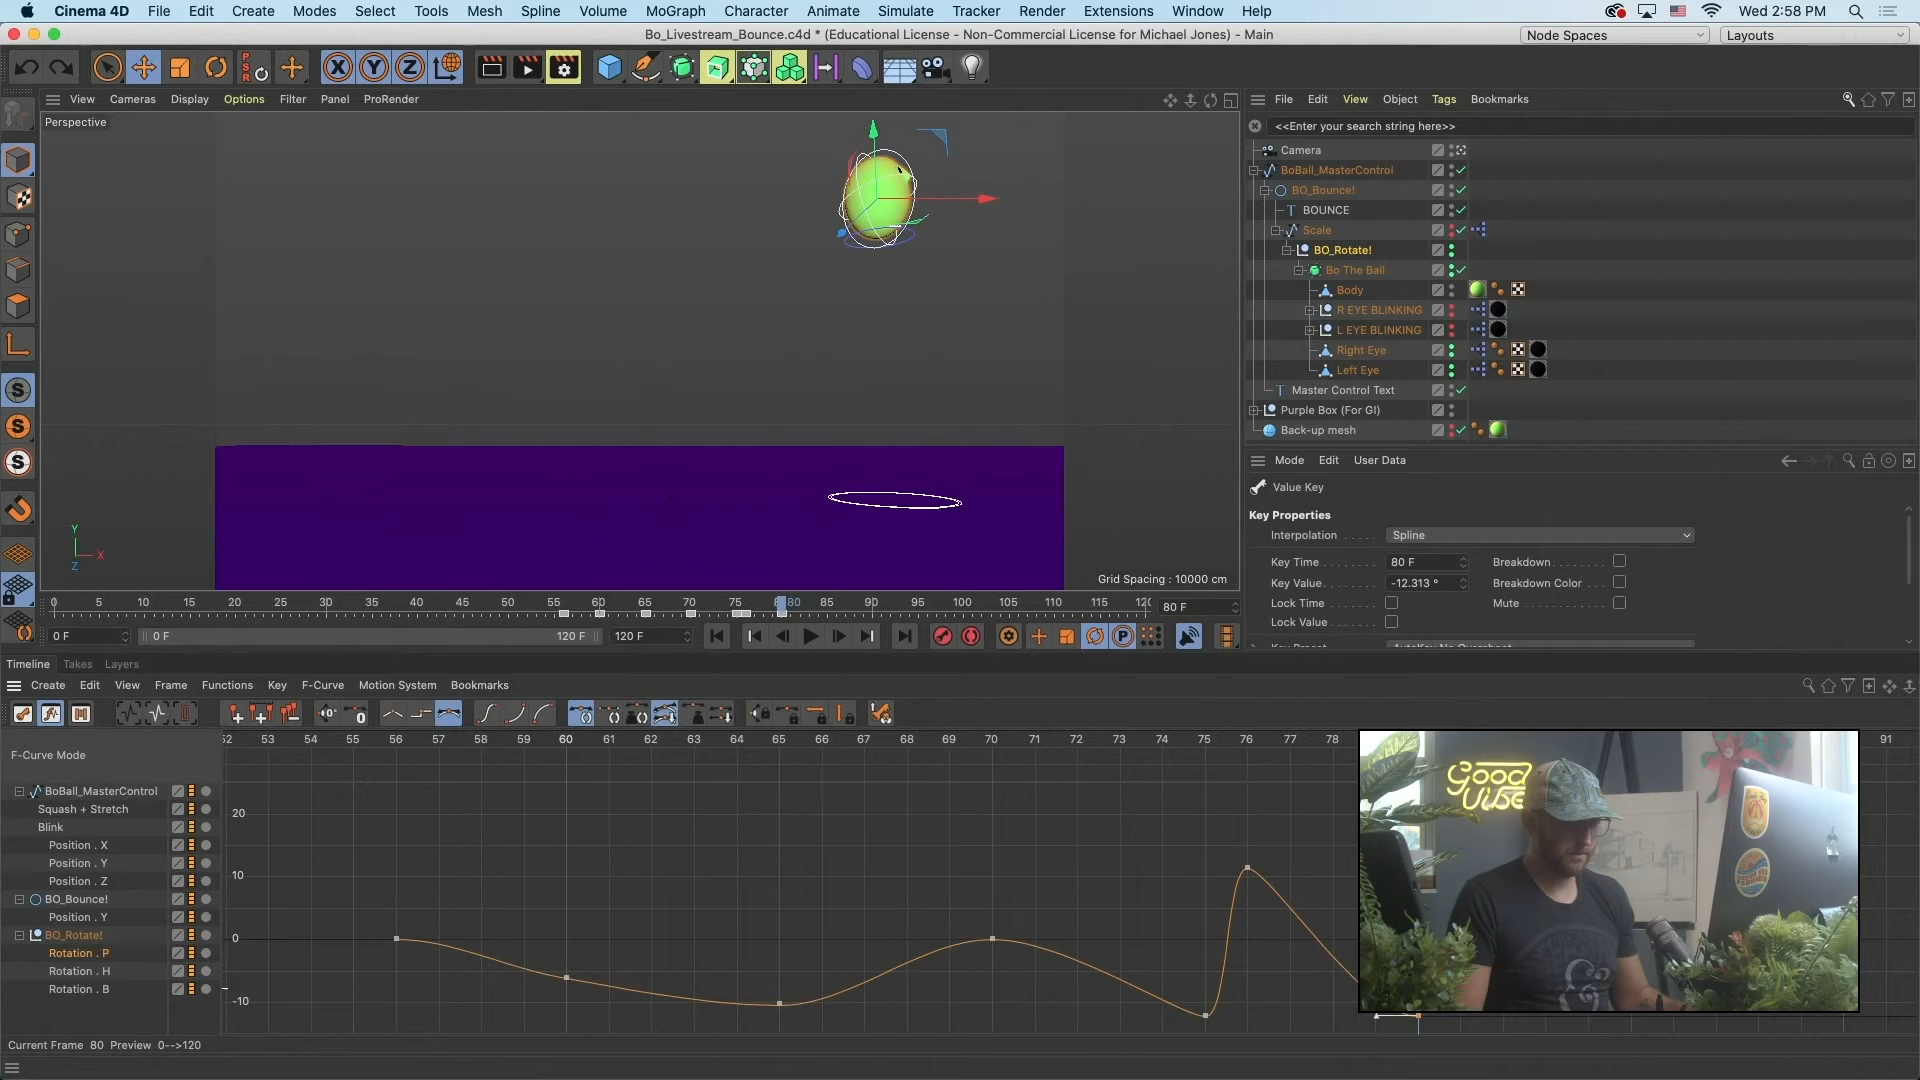 Cinema 4D File Edit Create Modes Select Tools Mesh Spline Volume MoGraph Character Animate Simulate Tracker Render Extensions Window Help Wed 2:58 PM
Bo_Livestream_Bounce.c4d * (Educational License - Non-Commercial License for Michael Jones) - Main
Node Spaces Layouts
PSR X Y Z
View Cameras Display Options Filter Panel ProRender
File Edit View Object Tags Bookmarks
Perspective
<<Enter your search string here>>
Camera
BoBall_MasterControl
BO_Bounce!
BOUNCE
Scale
BO_Rotate!
Bo The Ball
Body
R EYE BLINKING
L EYE BLINKING
Right Eye
Left Eye
Master Control Text
Purple Box (For GI)
Back-up mesh
Mode Edit User Data
Value Key
Key Properties
Interpolation Spline
Key Time 80 F Breakdown
Key Value -12.313 ° Breakdown Color
Lock Time Mute
Lock Value
Y
X
Z
Grid Spacing : 10000 cm
0 5 10 15 20 25 30 35 40 45 50 55 60 65 70 75 80 85 90 95 100 105 110 115 80 F
0 F 0 F 120 F 120 F
Timeline Takes Layers
Create Edit View Frame Functions Key F-Curve Motion System Bookmarks
52 53 54 55 56 57 58 59 60 61 62 63 64 65 66 67 68 69 70 71 72 73 74 75 76 77 78 91
F-Curve Mode
BoBall_MasterControl
Squash + Stretch
Blink
Position . X
Position . Y
Position . Z
BO_Bounce!
Position . Y
BO_Rotate!
Rotation . P
Rotation . H
Rotation . B
20
10
0
-10
Good
Vibes
Current Frame 80 Preview 0-->120